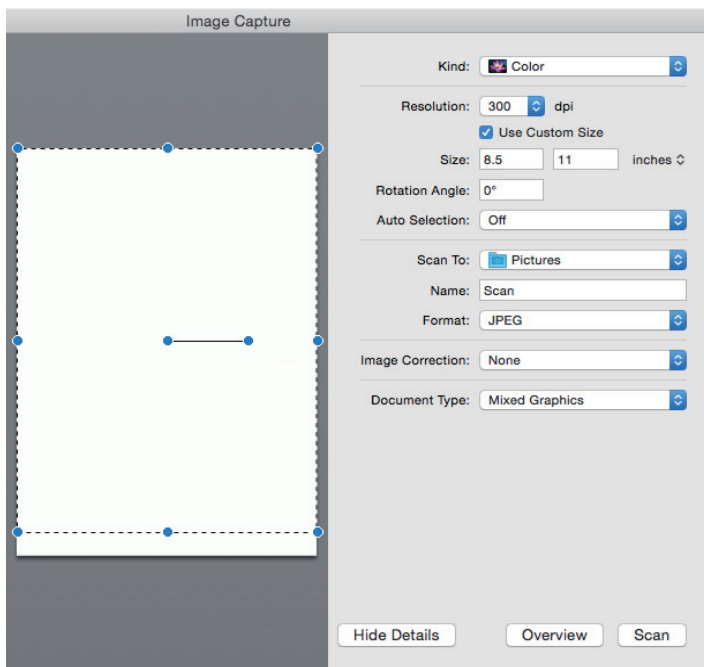 Image Capture
Kind: Color
Resolution: 300 dpi
Use Custom Size
Size: 8.5 11 inches
Rotation Angle: 0°
Auto Selection: Off
Scan To: Pictures
Name: Scan
Format: JPEG
Image Correction: None
Document Type: Mixed Graphics
Hide Details Overview Scan